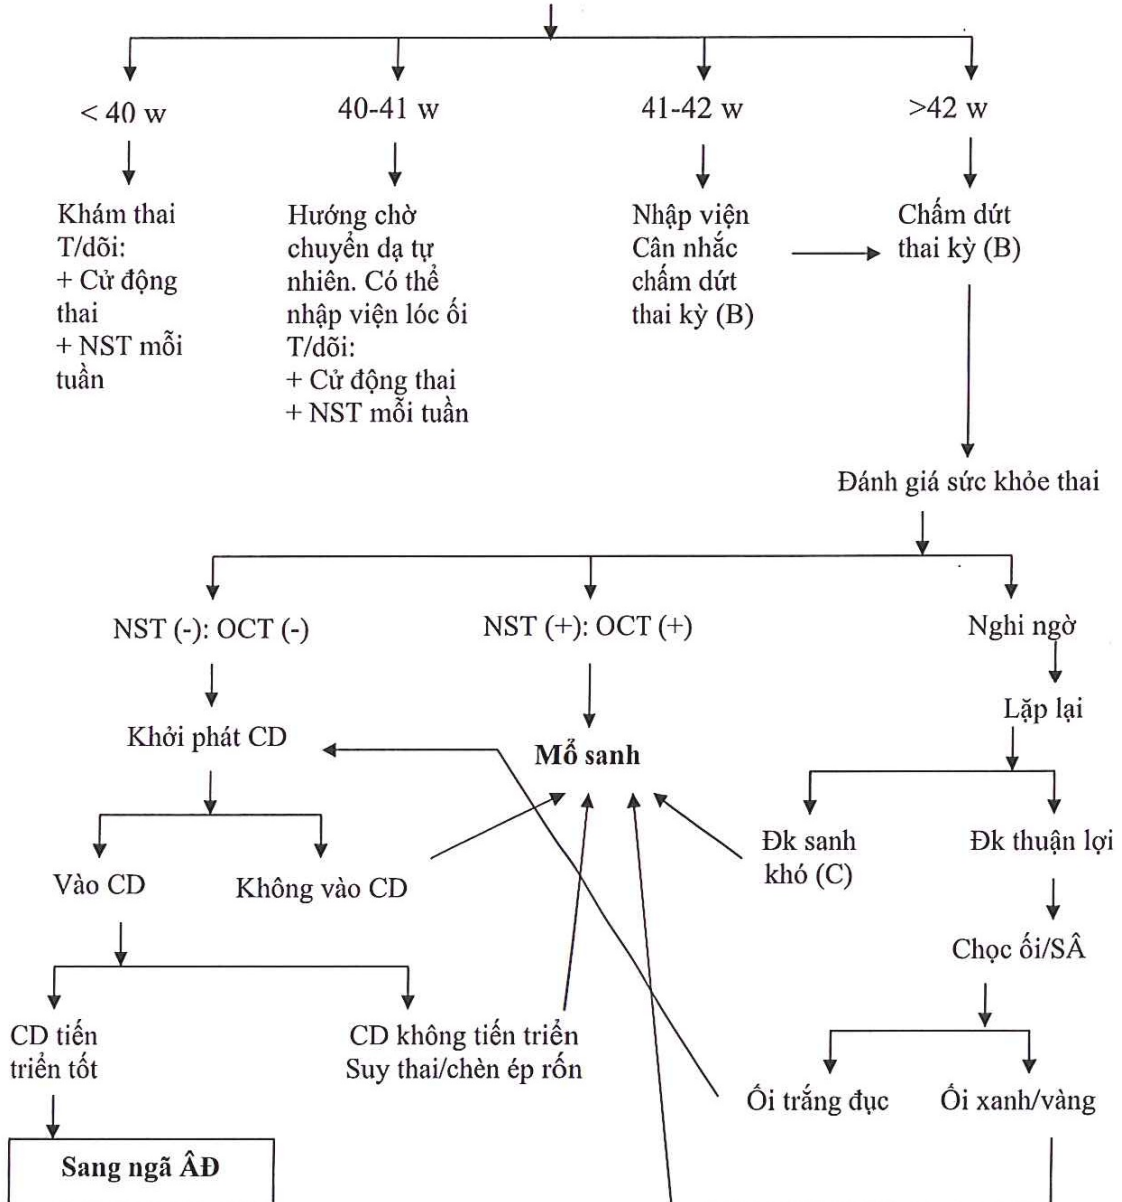 < 40 w
40-41 w
41-42 w
>42 w
Khám thai
T/dõi:
+ Cử động
thai
+ NST mỗi
tuần
Hướng chờ
chuyển dạ tự
nhiên. Có thể
nhập viện lóc ối
T/dõi:
+ Cử động thai
+ NST mỗi tuần
Nhập viện
Cân nhắc
chấm dứt
thai kỳ (B)
Chấm dứt
thai kỳ (B)
Đánh giá sức khỏe thai
NST (-): OCT (-)
NST (+): OCT (+)
Nghi ngờ
Lặp lại
Khởi phát CD
Mổ sanh
Đk sanh
khó (C)
Đk thuận lợi
Vào CD
Không vào CD
Chọc ối/SÂ
CD tiến
triển tốt
CD không tiến triển
Suy thai/chèn ép rốn
Ối trắng đục
Ối xanh/vàng
Sang ngã ÂĐ